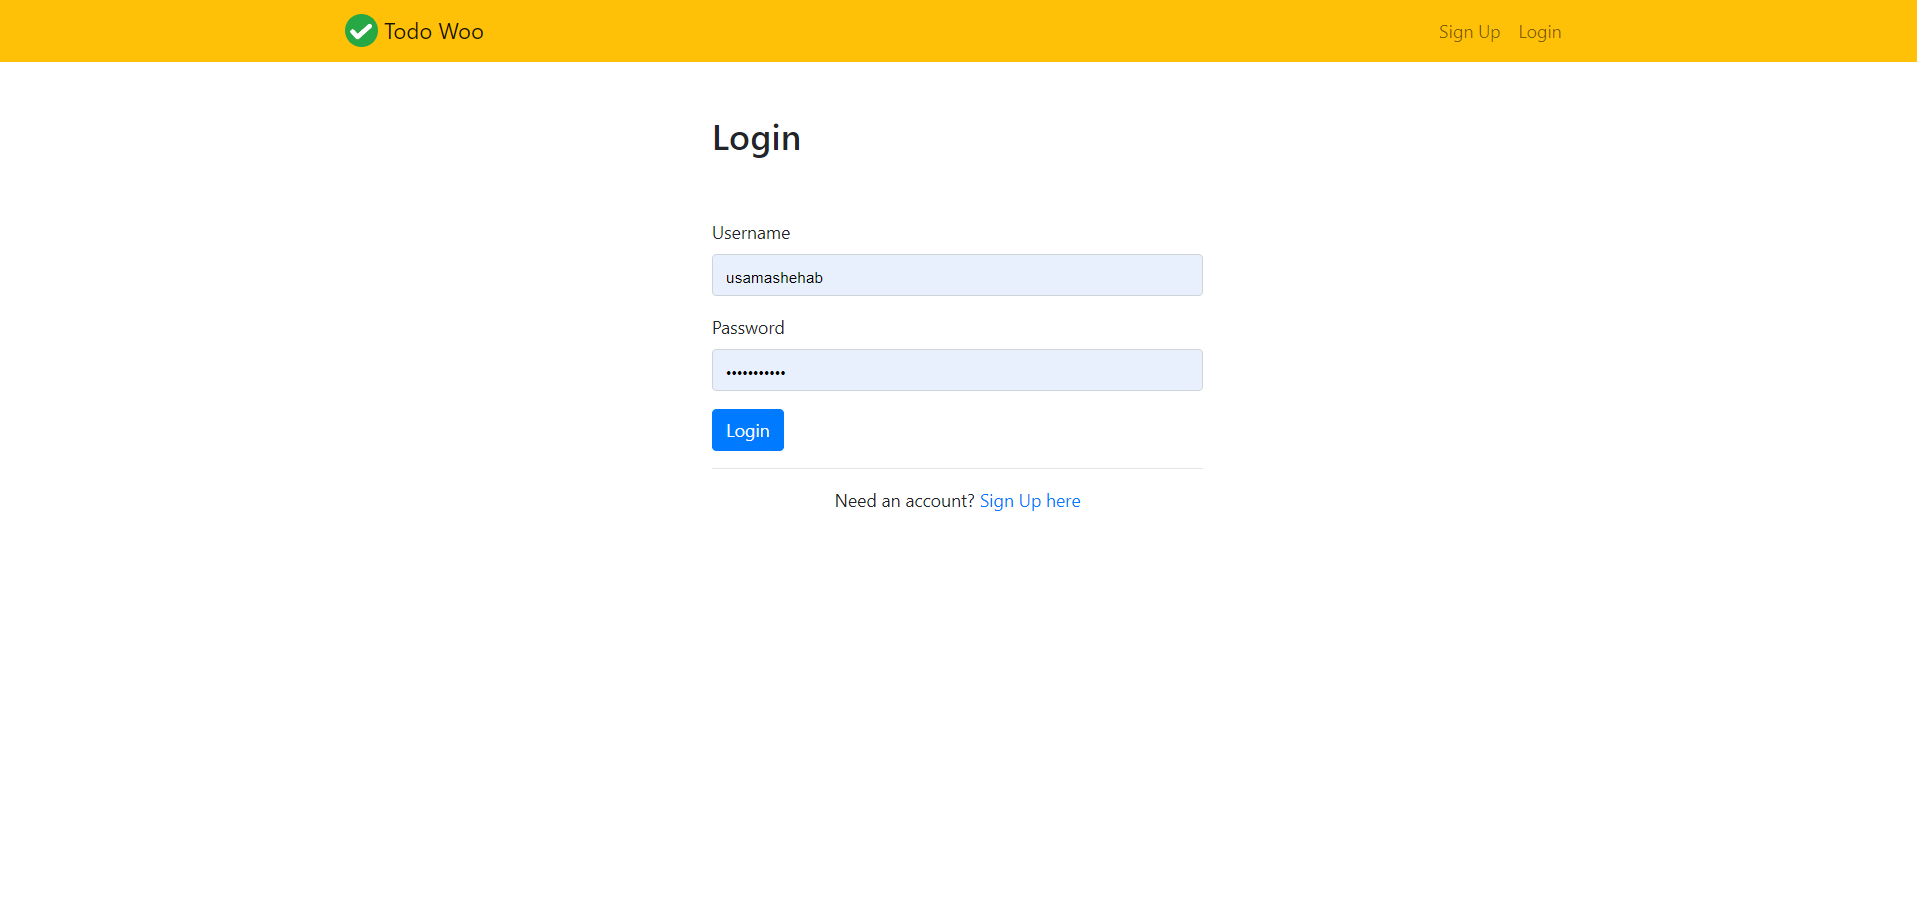 Todo Woo
Sign Up
Login
Login
Username
usamashehab
Password
•••••••••••
Login
Need an account? Sign Up here